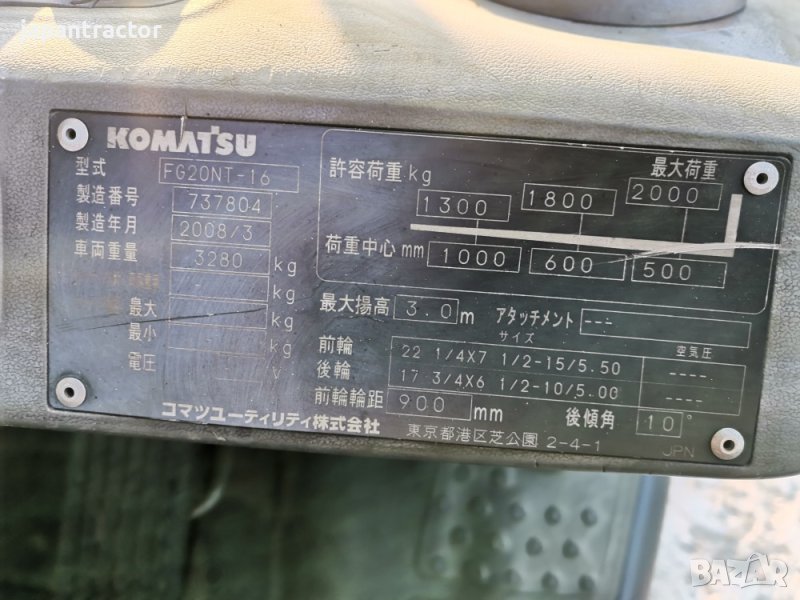 japantractor
KOMATSU
型式 FG20NT-16
製造番号 737804
製造年月 2008/3
車両重量 3280 kg
- kg
最大 kg
最小 kg
電圧 V
許容荷重 kg 最大荷重
1300 1800 2000
荷重中心 mm 1000 600 500
最大揚高 3.0 m アタッチメント ---
サイズ 空気圧
前輪 22 1/4X7 1/2-15/5.50 ----
後輪 17 3/4X6 1/2-10/5.00 ----
前輪輪距 900 mm 後傾角 10°
コマツユーティリティ株式会社 東京都港区芝公園 2-4-1 JPN
BAZAR